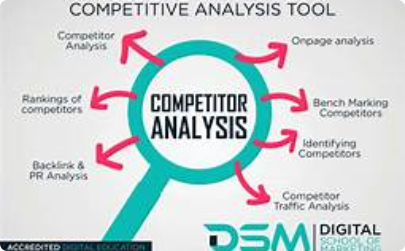 COMPETITIVE ANALYSIS TOOL
Competitor
Analysis
Onpage analysis
Rankings of
competitors
COMPETITOR
ANALYSIS
Bench Marking
Competitors
Identifying
Competitors
Backlink &
PR Analysis
Competitor
Traffic Analysis
DSM
DIGITAL
SCHOOL OF
MARKETING
ACCREDITED DIGITAL EDUCATION